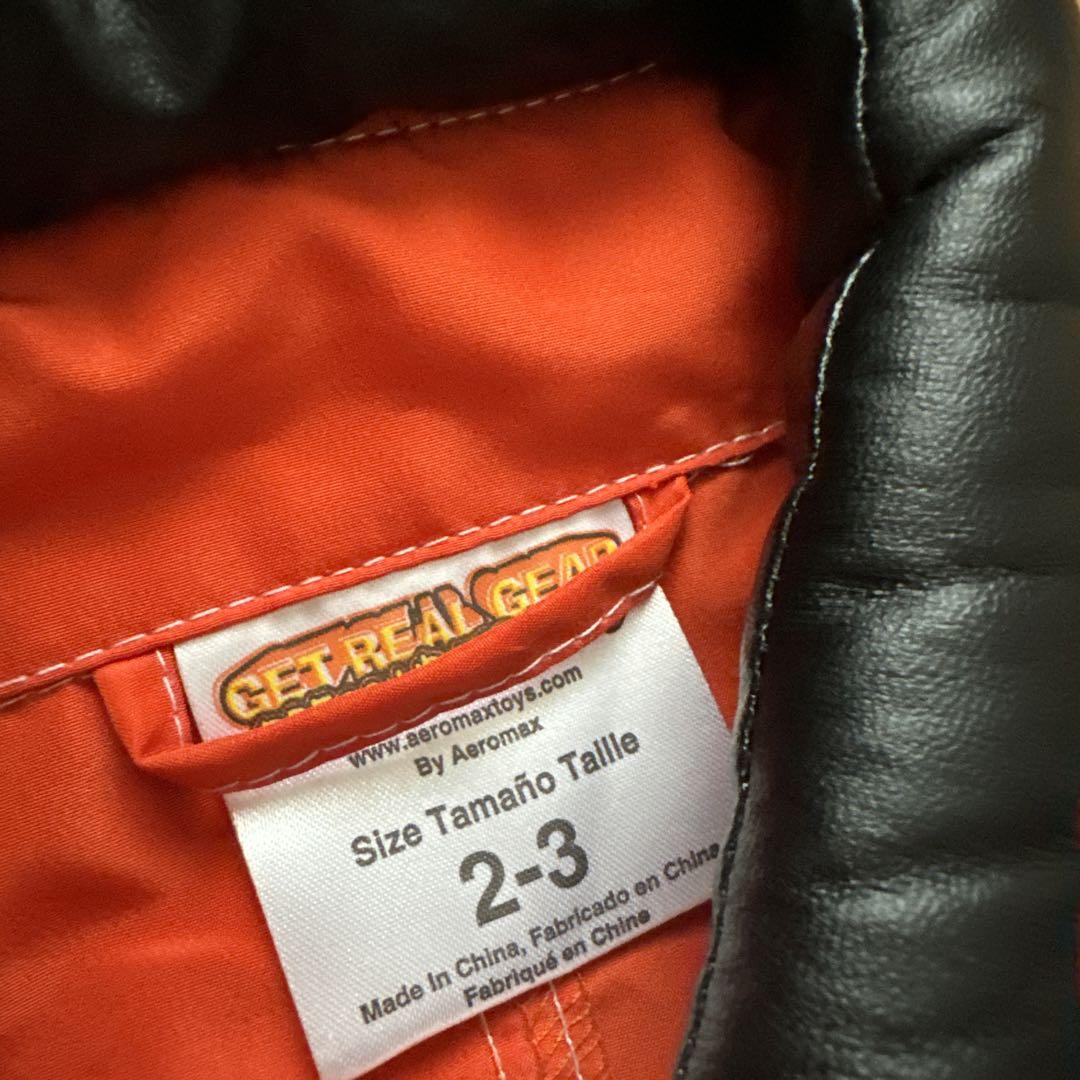 GET REAL GEAR
www.aeromaxtoys.com
By Aeromax
Size Tamaño Taille
2-3
Made In China, Fabricado en China
Fabriqué en Chine